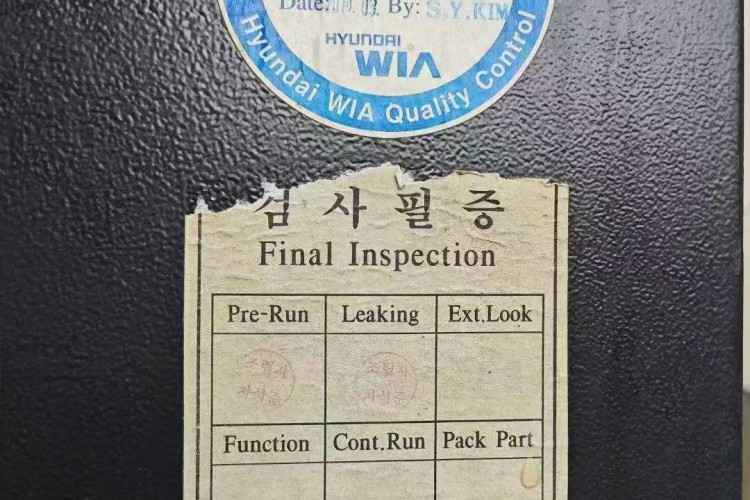 Date: By: S.Y.KIM
HYUNDAI
WIA
Hyundai WIA Quality Control
검사필증
Final Inspection
Pre-Run Leaking Ext.Look
Function Cont.Run Pack Part